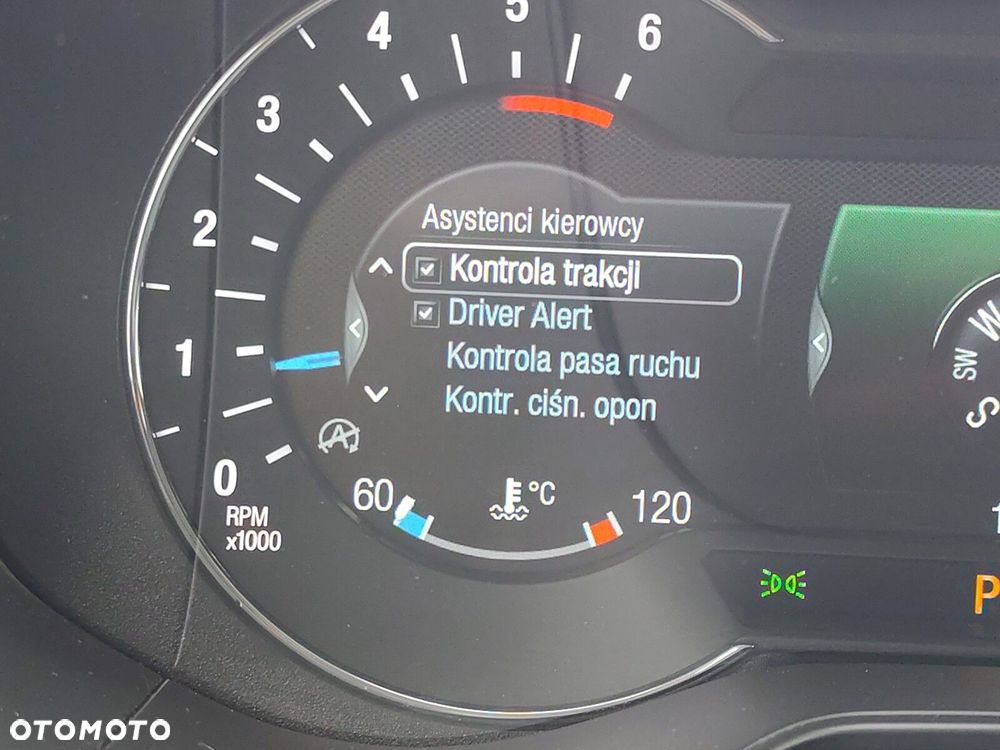 5
4
6
3
2
1
0
RPM
x1000
Asystenci kierowcy
Kontrola trakcji
Driver Alert
Kontrola pasa ruchu
Kontr. ciśn. opon
A
60
°C
120
W
SW
S
P
OTOMOTO